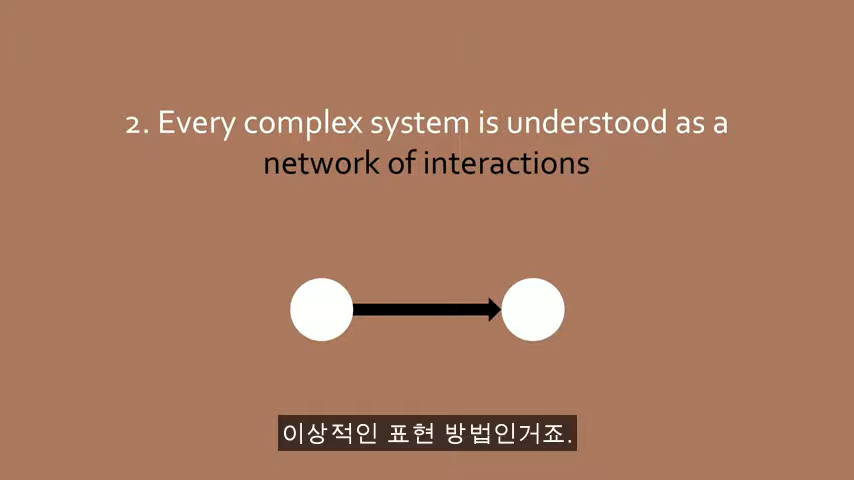 2. Every complex system is understood as a
network of interactions
이상적인 표현 방법인거죠.